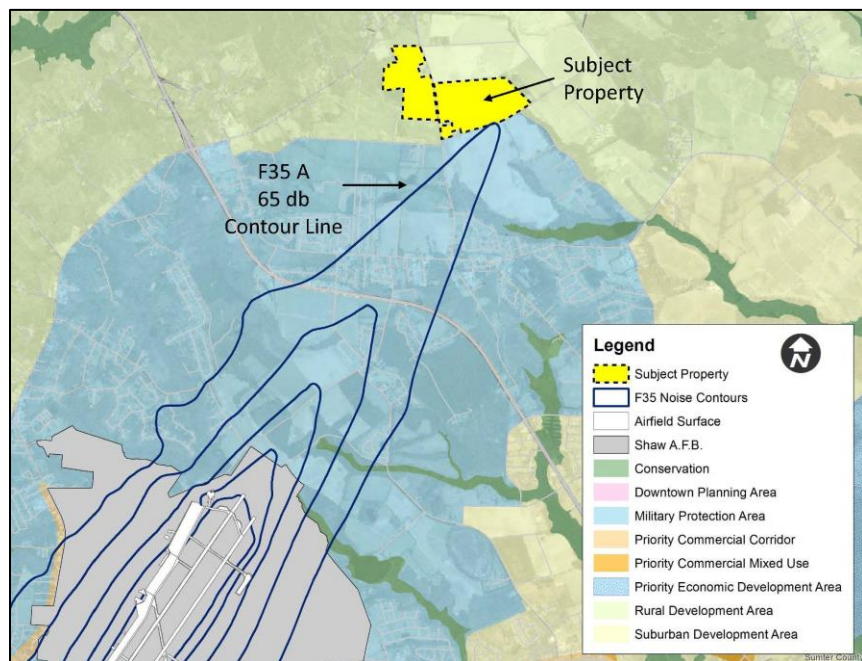 Subject
Property
F35 A
65 db
Contour Line
Legend
N
Subject Property
F35 Noise Contours
Airfield Surface
Shaw A.F.B.
Conservation
Downtown Planning Area
Military Protection Area
Priority Commercial Corridor
Priority Commercial Mixed Use
Priority Economic Development Area
Rural Development Area
Suburban Development Area
Sumter County